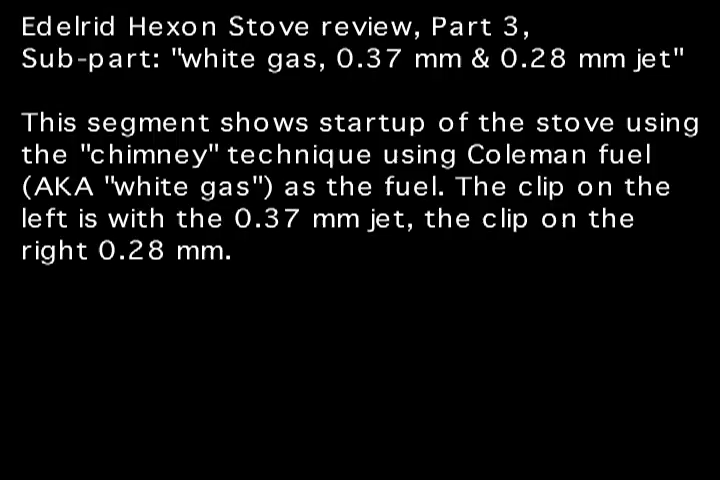 Edelrid Hexon Stove review, Part 3,
Sub-part: "white gas, 0.37 mm & 0.28 mm jet"
This segment shows startup of the stove using
the "chimney" technique using Coleman fuel
(AKA "white gas") as the fuel. The clip on the
left is with the 0.37 mm jet, the clip on the
right 0.28 mm.